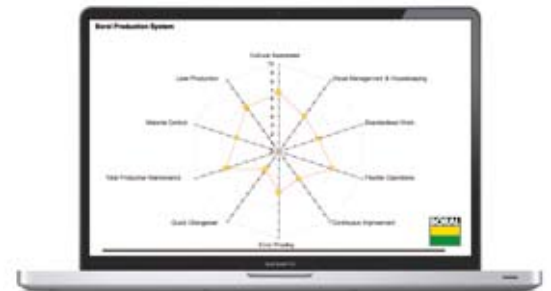 Boral Production System
Cultural Awareness
Lean Production
Visual Management & Housekeeping
Material Control
Standardised Work
Total Productive Maintenance
Flexible Operations
Quick Changeover
Continuous Improvement
Error Proofing
BORAL